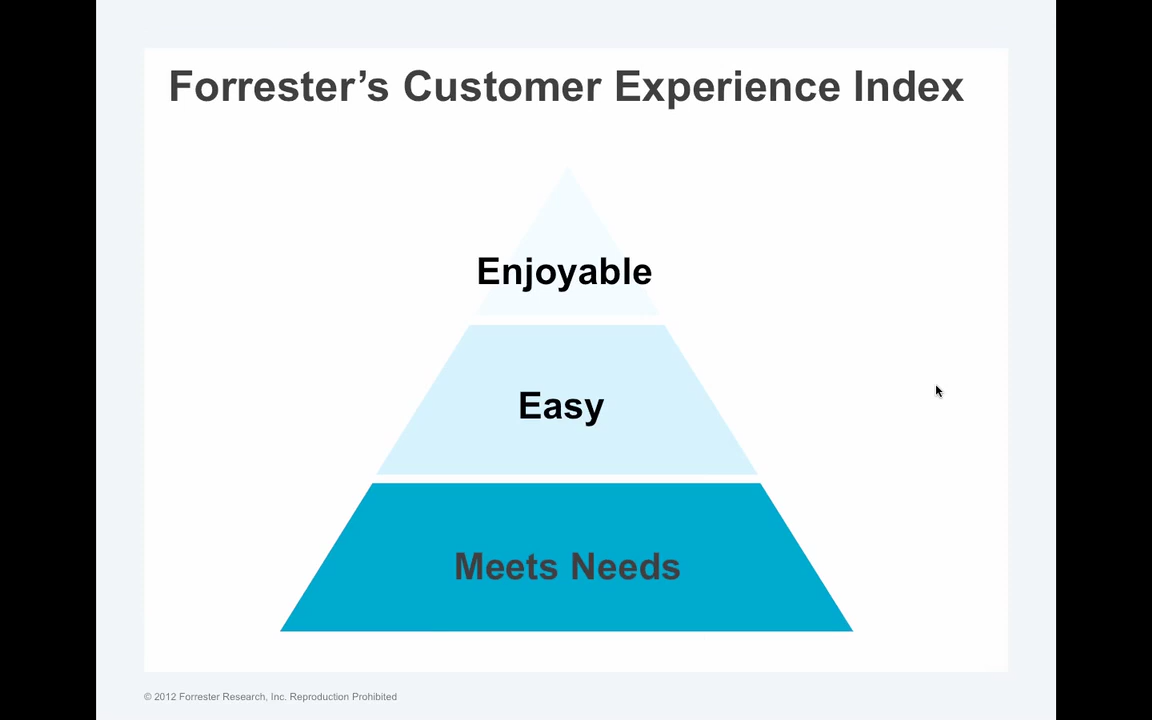 Forrester’s Customer Experience Index
Enjoyable
Easy
Meets Needs
© 2012 Forrester Research, Inc. Reproduction Prohibited